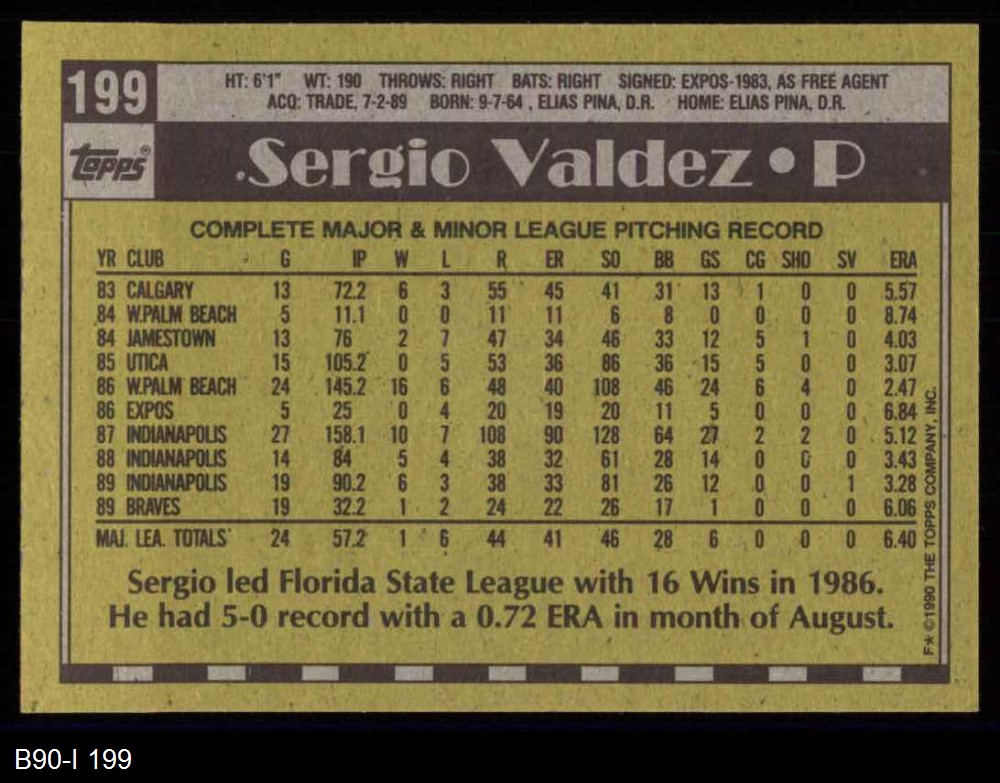 199
HT: 6'1" WT: 190 THROWS: RIGHT BATS: RIGHT SIGNED: EXPOS-1983, AS FREE AGENT
ACQ: TRADE, 7-2-89 BORN: 9-7-64 , ELIAS PINA, D.R. HOME: ELIAS PINA, D.R.
topps®
Sergio Valdez • P
COMPLETE MAJOR & MINOR LEAGUE PITCHING RECORD
YR CLUB G IP W L R ER SO BB GS CG SHO SV ERA
83 CALGARY 13 72.2 6 3 55 45 41 31 13 1 0 0 5.57
84 W.PALM BEACH 5 11.1 0 0 11 11 6 8 0 0 0 0 8.74
84 JAMESTOWN 13 76 2 7 47 34 46 33 12 5 1 0 4.03
85 UTICA 15 105.2 0 5 53 36 86 36 15 5 0 0 3.07
86 W.PALM BEACH 24 145.2 16 6 48 40 108 46 24 6 4 0 2.47
86 EXPOS 5 25 0 4 20 19 20 11 5 0 0 0 6.84
87 INDIANAPOLIS 27 158.1 10 7 108 90 128 64 27 2 2 0 5.12
88 INDIANAPOLIS 14 84 5 4 38 32 61 28 14 0 0 0 3.43
89 INDIANAPOLIS 19 90.2 6 3 38 33 81 26 12 0 0 1 3.28
89 BRAVES 19 32.2 1 2 24 22 26 17 1 0 0 0 6.06
MAJ. LEA. TOTALS 24 57.2 1 6 44 41 46 28 6 0 0 0 6.40
Sergio led Florida State League with 16 Wins in 1986.
He had 5-0 record with a 0.72 ERA in month of August.
F* ©1990 THE TOPPS COMPANY, INC.
B90-I 199